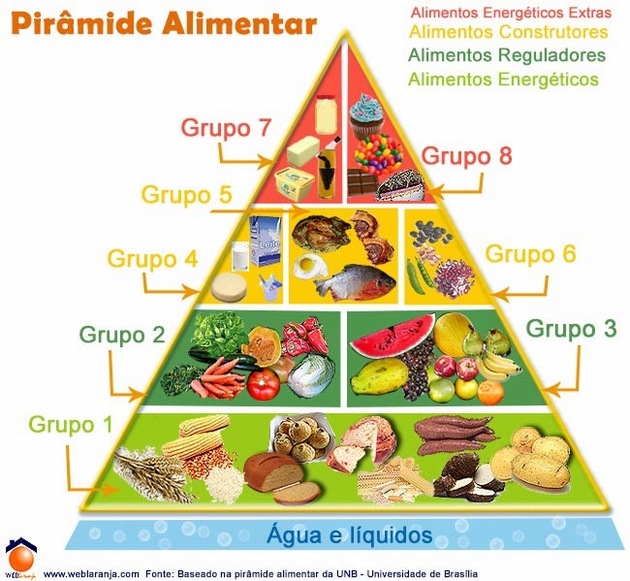 Pirâmide Alimentar
Alimentos Energéticos Extras
Alimentos Construtores
Alimentos Reguladores
Alimentos Energéticos
Grupo 7
Grupo 8
Grupo 5
Grupo 4
Grupo 6
Leite
Grupo 2
Grupo 3
Grupo 1
Água e líquidos
WEBlaranja
www.weblaranja.com Fonte: Baseado na pirâmide alimentar da UNB - Universidade de Brasília